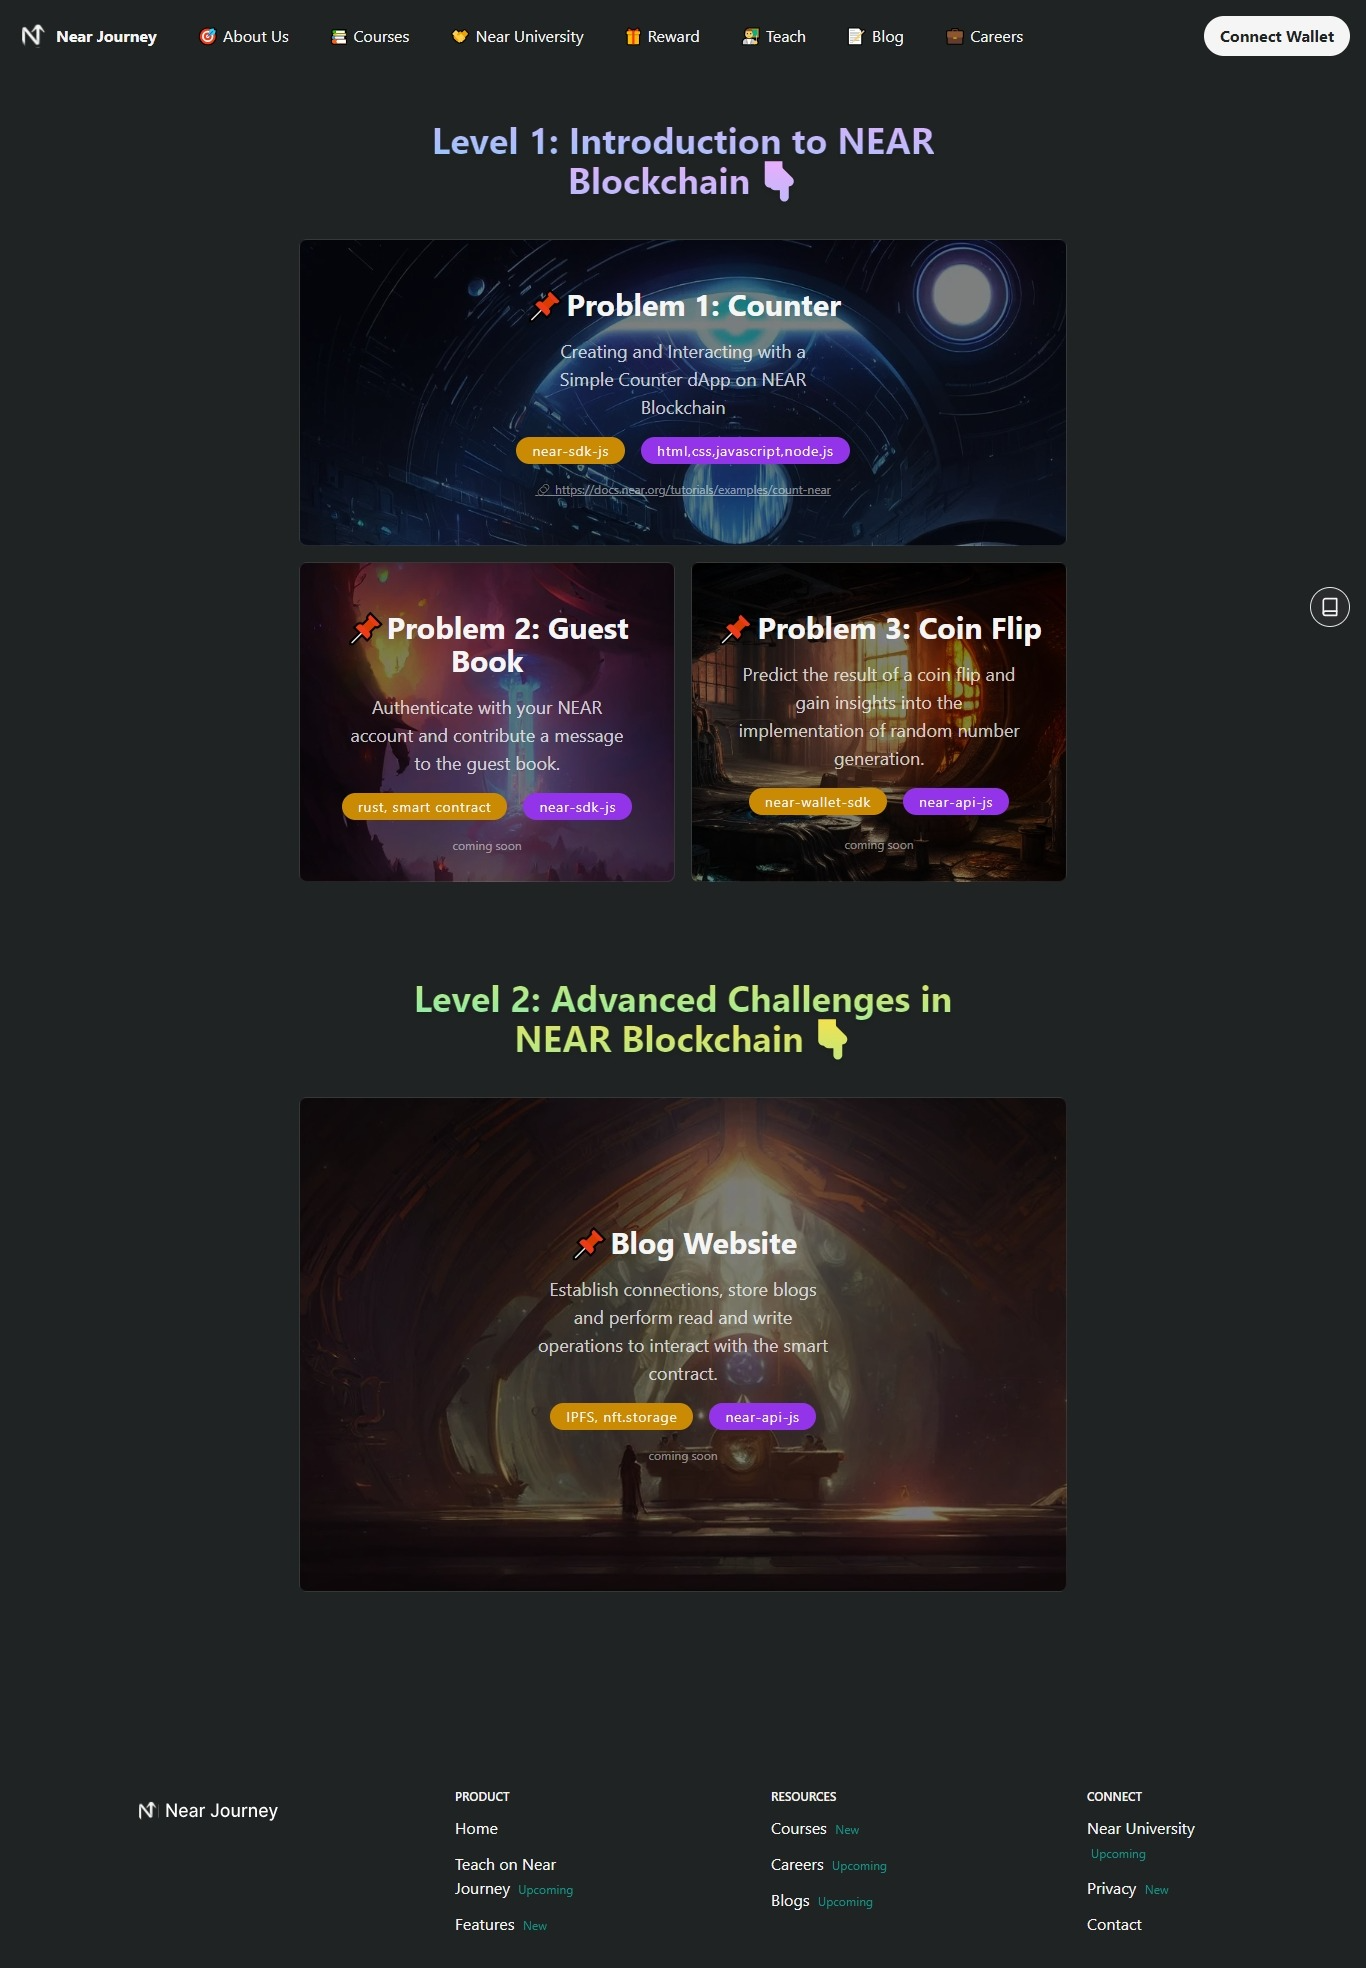 Near Journey
🎯 About Us
📚 Courses
🤝 Near University
🎁 Reward
👨‍🏫 Teach
📝 Blog
💼 Careers
Connect Wallet
Level 1: Introduction to NEAR
Blockchain 👇
📌 Problem 1: Counter
Creating and Interacting with a
Simple Counter dApp on NEAR
Blockchain
near-sdk-js
html,css,javascript,node.js
🔗 https://docs.near.org/tutorials/examples/count-near
📌 Problem 2: Guest
Book
Authenticate with your NEAR
account and contribute a message
to the guest book.
rust, smart contract
near-sdk-js
coming soon
📌 Problem 3: Coin Flip
Predict the result of a coin flip and
gain insights into the
implementation of random number
generation.
near-wallet-sdk
near-api-js
coming soon
Level 2: Advanced Challenges in
NEAR Blockchain 👇
📌 Blog Website
Establish connections, store blogs
and perform read and write
operations to interact with the smart
contract.
IPFS, nft.storage
near-api-js
coming soon
Near Journey
PRODUCT
Home
Teach on Near
Journey Upcoming
Features New
RESOURCES
Courses New
Careers Upcoming
Blogs Upcoming
CONNECT
Near University
Upcoming
Privacy New
Contact